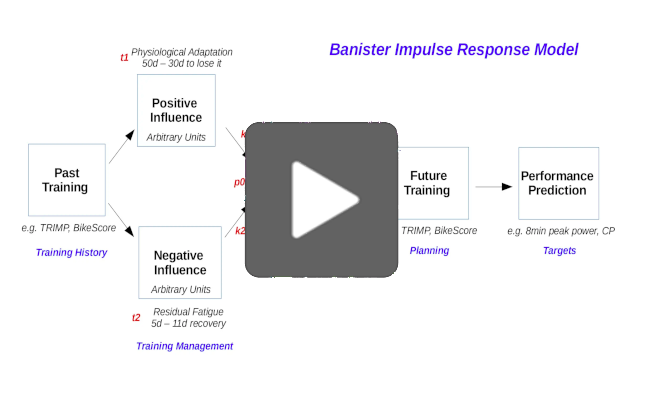 Banister Impulse Response Model
t1
Physiological Adaptation
50d – 30d to lose it
Positive
Influence
Arbitrary Units
Past
Training
e.g. TRIMP, BikeScore
Training History
Negative
Influence
Arbitrary Units
t2
Residual Fatigue
5d – 11d recovery
Training Management
p0
k2
Future
Training
TRIMP, BikeScore
Planning
Performance
Prediction
e.g. 8min peak power, CP
Targets